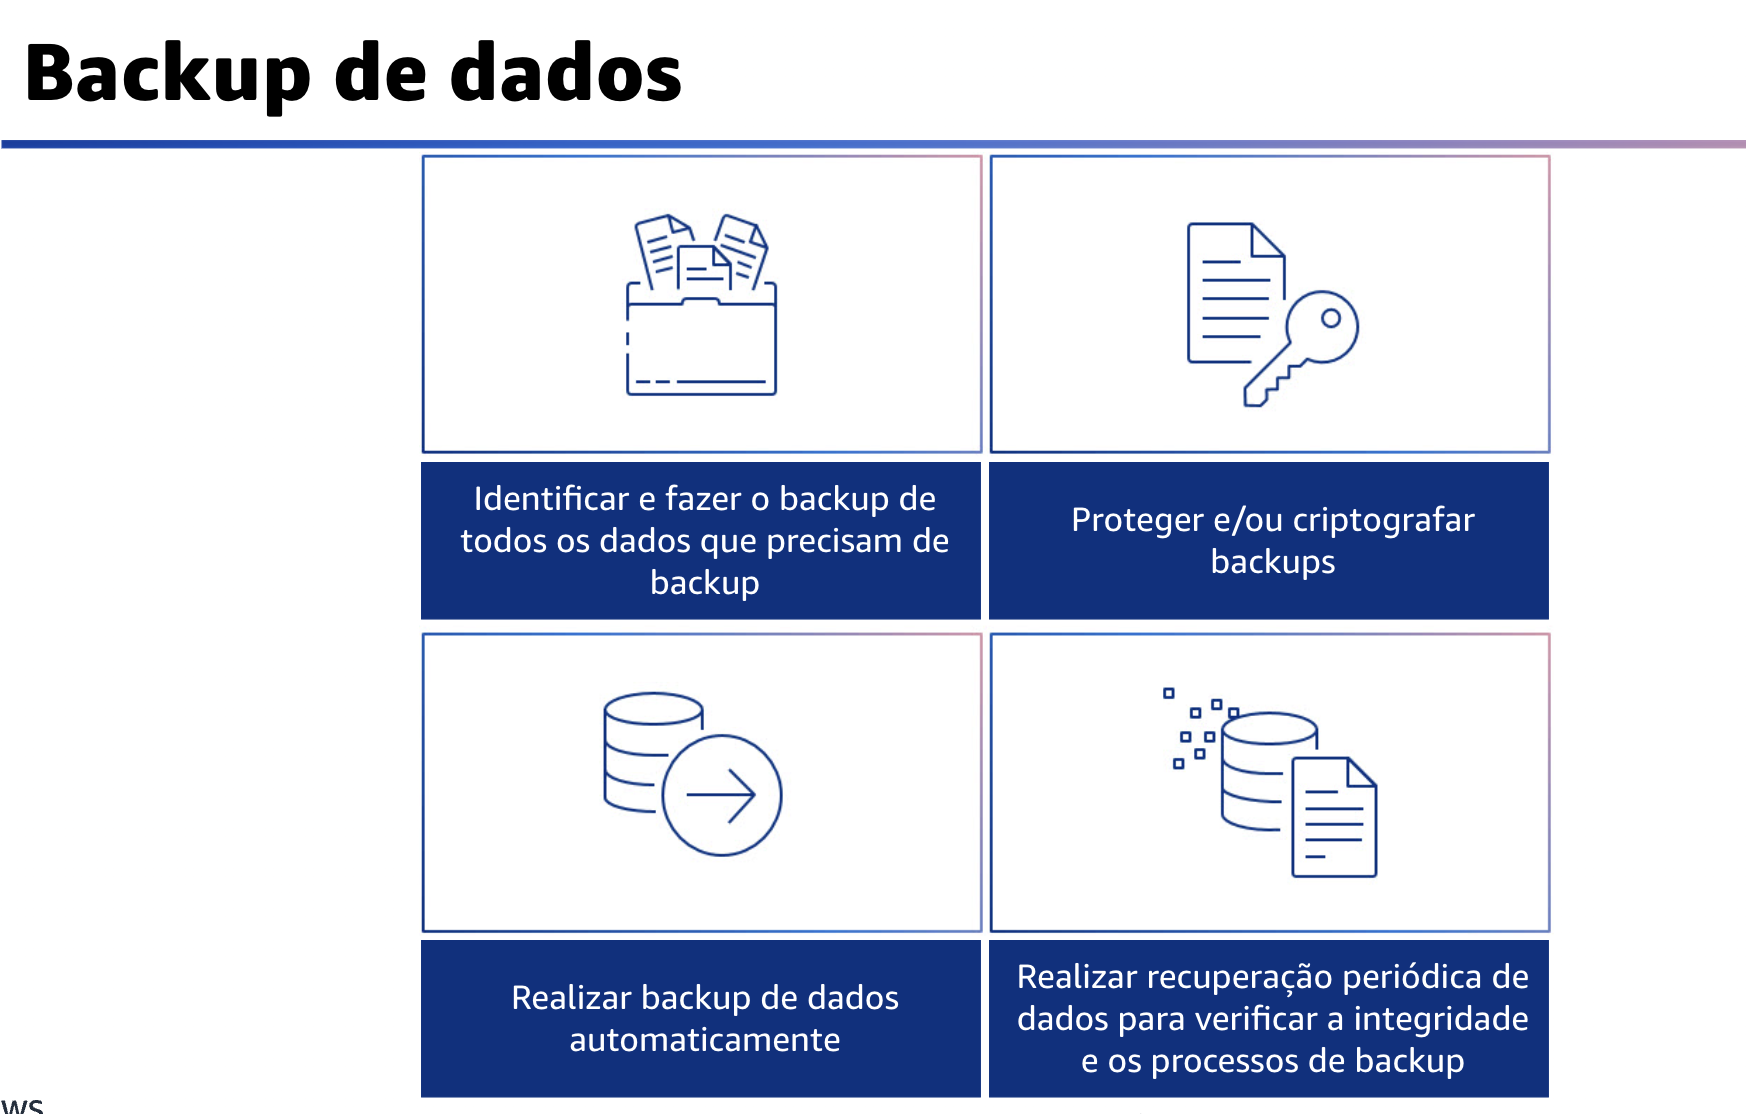 Backup de dados
Identificar e fazer o backup de
todos os dados que precisam de
backup
Proteger e/ou criptografar
backups
Realizar backup de dados
automaticamente
Realizar recuperação periódica de
dados para verificar a integridade
e os processos de backup
ws